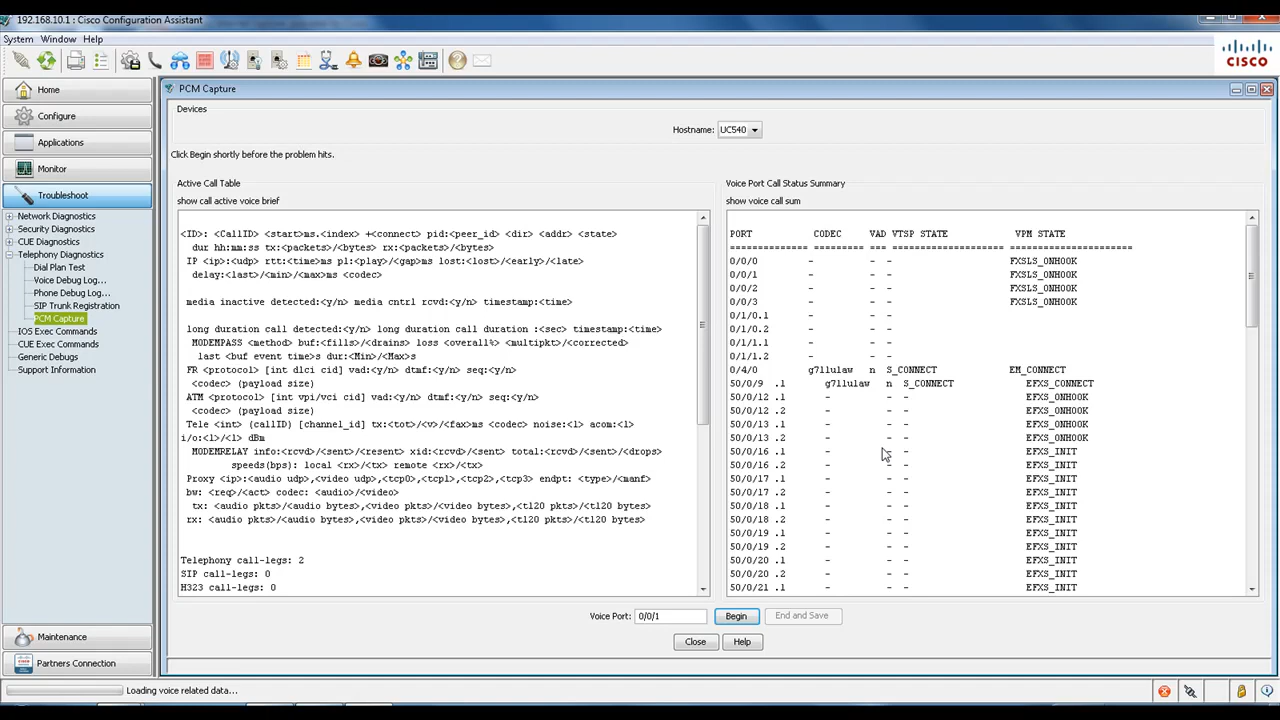 192.168.10.1 : Cisco Configuration Assistant
System Window Help
CISCO
Home
Configure
Applications
Monitor
Troubleshoot
Network Diagnostics
Security Diagnostics
CUE Diagnostics
Telephony Diagnostics
Dial Plan Test
Voice Debug Log...
Phone Debug Log...
SIP Trunk Registration
PCM Capture
IOS Exec Commands
CUE Exec Commands
Generic Debugs
Support Information
Maintenance
Partners Connection
PCM Capture
Devices
Hostname: UC540
Click Begin shortly before the problem hits.
Active Call Table
show call active voice brief
<ID>: <CallID> <start>ms.<index> +<connect> pid:<peer_id> <dir> <addr> <state>
dur hh:mm:ss tx:<packets>/<bytes> rx:<packets>/<bytes>
IP <ip>:<udp> rtt:<time>ms pl:<play>/<gap>ms lost:<lost>/<early>/<late>
delay:<last>/<min>/<max>ms <codec>
media inactive detected:<y/n> media cntrl rcvd:<y/n> timestamp:<time>
long duration call detected:<y/n> long duration call duration :<sec> timestamp:<time>
MODEMPASS <method> buf:<fills>/<drains> loss <overall%> <multipkt>/<corrected>
last <buf event time>s dur:<Min>/<Max>s
FR <protocol> [int dlci cid] vad:<y/n> dtmf:<y/n> seq:<y/n>
<codec> (payload size)
ATM <protocol> [int vpi/vci cid] vad:<y/n> dtmf:<y/n> seq:<y/n>
<codec> (payload size)
Tele <int> (callID) [channel_id] tx:<tot>/<v>/<fax>ms <codec> noise:<l> acom:<l>
i/o:<l>/<l> dBm
MODEMRELAY info:<rcvd>/<sent>/<resent> xid:<rcvd>/<sent> total:<rcvd>/<sent>/<drops>
speeds(bps): local <rx>/<tx> remote <rx>/<tx>
Proxy <ip>:<audio udp>,<video udp>,<tcp0>,<tcp1>,<tcp2>,<tcp3> endpt: <type>/<manf>
bw: <req>/<act> codec: <audio>/<video>
tx: <audio pkts>/<audio bytes>,<video pkts>/<video bytes>,<t120 pkts>/<t120 bytes>
rx: <audio pkts>/<audio bytes>,<video pkts>/<video bytes>,<t120 pkts>/<t120 bytes>
Telephony call-legs: 2
SIP call-legs: 0
H323 call-legs: 0
Voice Port Call Status Summary
show voice call sum
PORT CODEC VAD VTSP STATE VPM STATE
============== ========= === ==================== ======================
0/0/0 - - - FXSLS_ONHOOK
0/0/1 - - - FXSLS_ONHOOK
0/0/2 - - - FXSLS_ONHOOK
0/0/3 - - - FXSLS_ONHOOK
0/1/0.1 - - -
0/1/0.2 - - -
0/1/1.1 - - -
0/1/1.2 - - -
0/4/0 g711ulaw n S_CONNECT EM_CONNECT
50/0/9 .1 g711ulaw n S_CONNECT EFXS_CONNECT
50/0/12 .1 - - - EFXS_ONHOOK
50/0/12 .2 - - - EFXS_ONHOOK
50/0/13 .1 - - - EFXS_ONHOOK
50/0/13 .2 - - - EFXS_ONHOOK
50/0/16 .1 - - - EFXS_INIT
50/0/16 .2 - - - EFXS_INIT
50/0/17 .1 - - - EFXS_INIT
50/0/17 .2 - - - EFXS_INIT
50/0/18 .1 - - - EFXS_INIT
50/0/18 .2 - - - EFXS_INIT
50/0/19 .1 - - - EFXS_INIT
50/0/19 .2 - - - EFXS_INIT
50/0/20 .1 - - - EFXS_INIT
50/0/20 .2 - - - EFXS_INIT
50/0/21 .1 - - - EFXS_INIT
Voice Port: 0/0/1 Begin End and Save
Close Help
Loading voice related data...